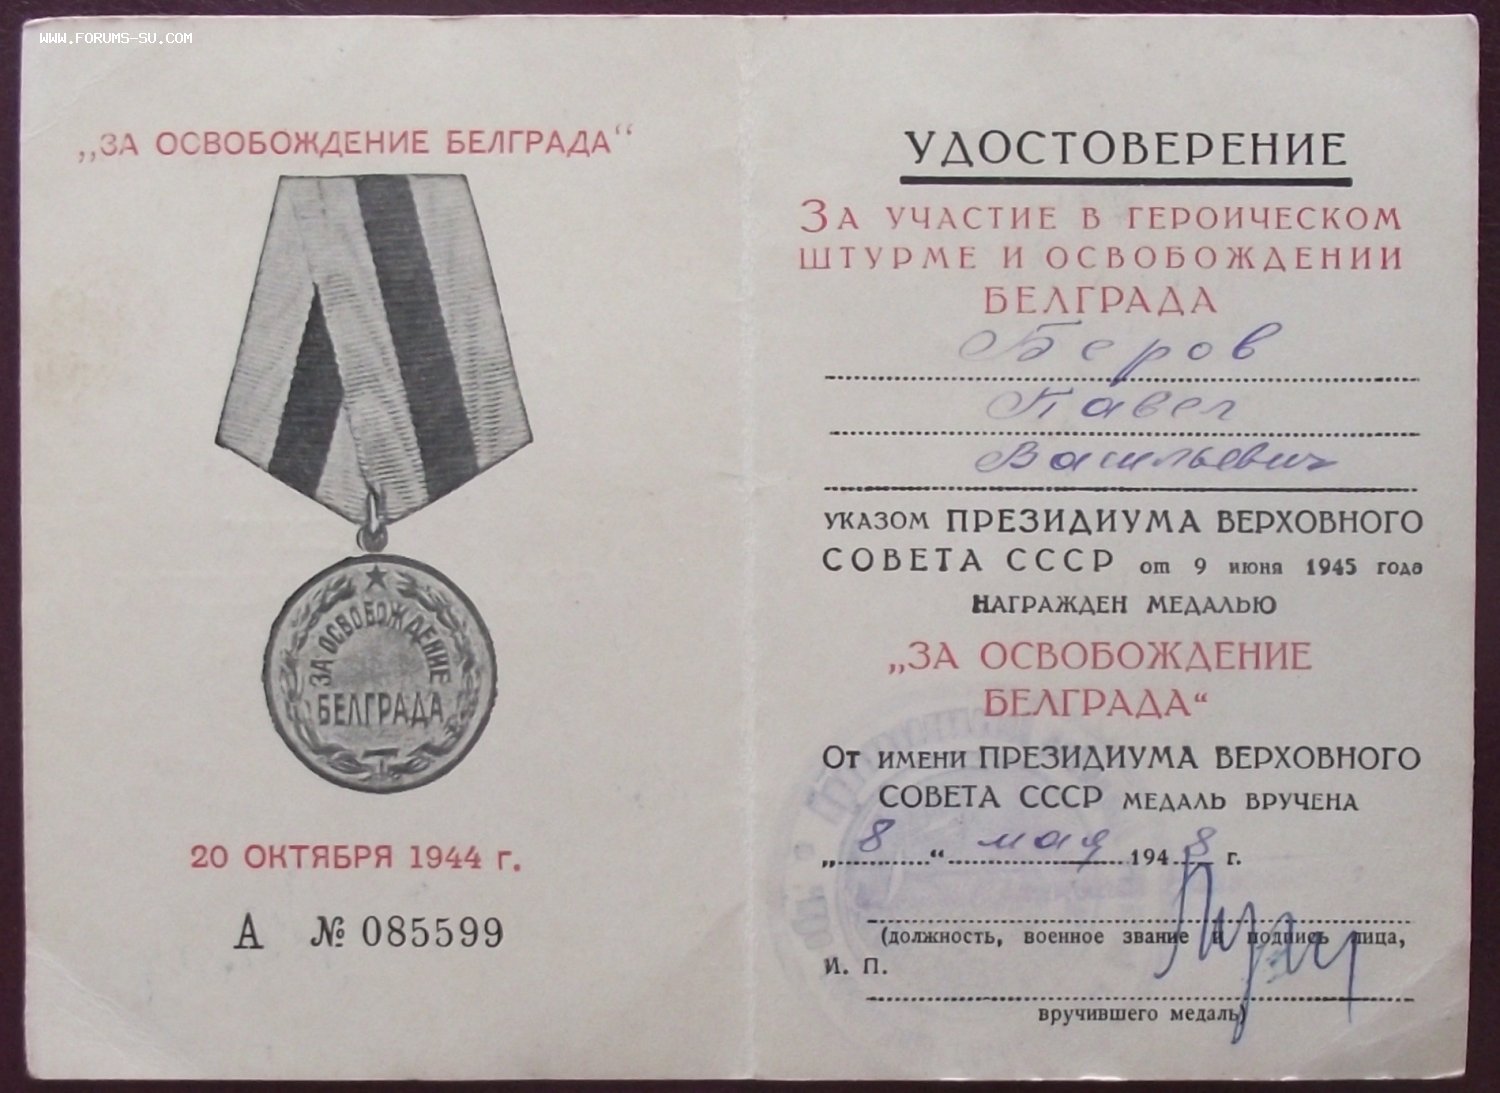 WWW.FORUMS-SU.COM
„ЗА ОСВОБОЖДЕНИЕ БЕЛГРАДА“
ЗА ОСВОБОЖДЕНИЕ
БЕЛГРАДА
20 ОКТЯБРЯ 1944 г.
А № 085599
УДОСТОВЕРЕНИЕ
ЗА УЧАСТИЕ В ГЕРОИЧЕСКОМ
ШТУРМЕ И ОСВОБОЖДЕНИИ
БЕЛГРАДА
Беров
Павел
Васильевич
УКАЗОМ ПРЕЗИДИУМА ВЕРХОВНОГО
СОВЕТА СССР от 9 июня 1945 года
НАГРАЖДЕН МЕДАЛЬЮ
„ЗА ОСВОБОЖДЕНИЕ
БЕЛГРАДА“
ОТ ИМЕНИ ПРЕЗИДИУМА ВЕРХОВНОГО
СОВЕТА СССР МЕДАЛЬ ВРУЧЕНА
„8“ мая 1948 г.
(должность, военное звание и подпись лица,
И. П.
вручившего медаль)